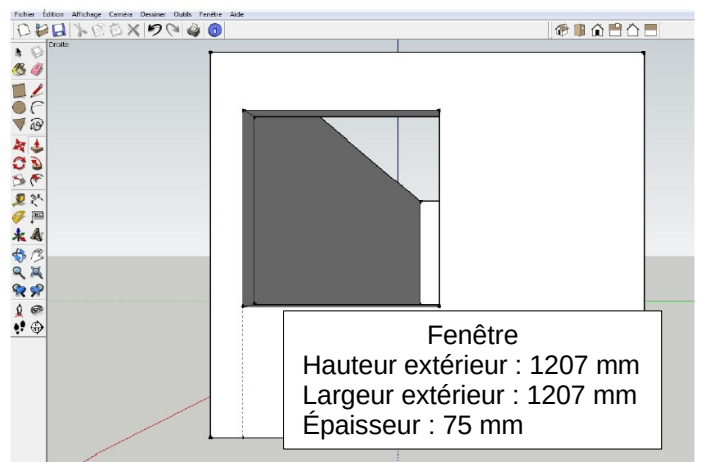 Fichier Édition Affichage Caméra Dessiner Outils Fenêtre Aide
Droite
Fenêtre
Hauteur extérieur : 1207 mm
Largeur extérieur : 1207 mm
Épaisseur : 75 mm